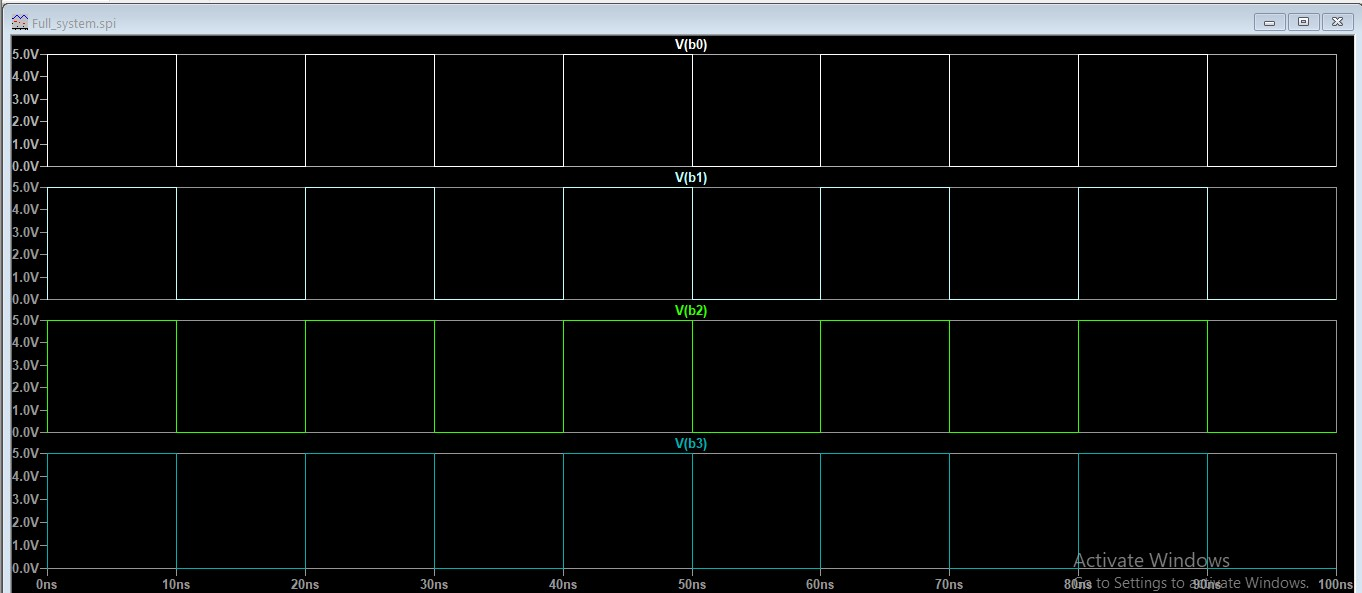 Full_system.spi
V(b0)
5.0V
4.0V
3.0V
2.0V
1.0V
0.0V
V(b1)
5.0V
4.0V
3.0V
2.0V
1.0V
0.0V
V(b2)
5.0V
4.0V
3.0V
2.0V
1.0V
0.0V
V(b3)
5.0V
4.0V
3.0V
2.0V
1.0V
0.0V
0ns 10ns 20ns 30ns 40ns 50ns 60ns 70ns 80ns 90ns 100ns
Activate Windows
Go to Settings to activate Windows.